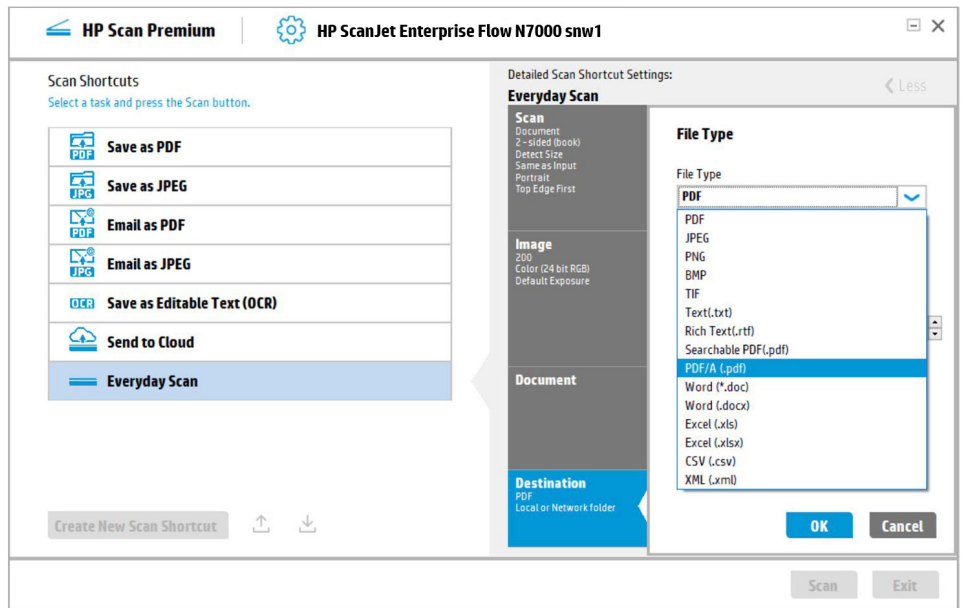 HP Scan Premium
HP ScanJet Enterprise Flow N7000 snw1
Scan Shortcuts
Select a task and press the Scan button.
PDF
Save as PDF
JPG
Save as JPEG
PDF
Email as PDF
JPG
Email as JPEG
OCR
Save as Editable Text (OCR)
Send to Cloud
Everyday Scan
Create New Scan Shortcut
Detailed Scan Shortcut Settings:
Less
Everyday Scan
Scan
Document
2 - sided (book)
Detect Size
Same as Input
Portrait
Top Edge First
Image
200
Color (24 bit RGB)
Default Exposure
Document
Destination
PDF
Local or Network folder
File Type
File Type
PDF
PDF
JPEG
PNG
BMP
TIF
Text(.txt)
Rich Text(.rtf)
Searchable PDF(.pdf)
PDF/A (.pdf)
Word (*.doc)
Word (.docx)
Excel (.xls)
Excel (.xlsx)
CSV (.csv)
XML (.xml)
OK
Cancel
Scan
Exit